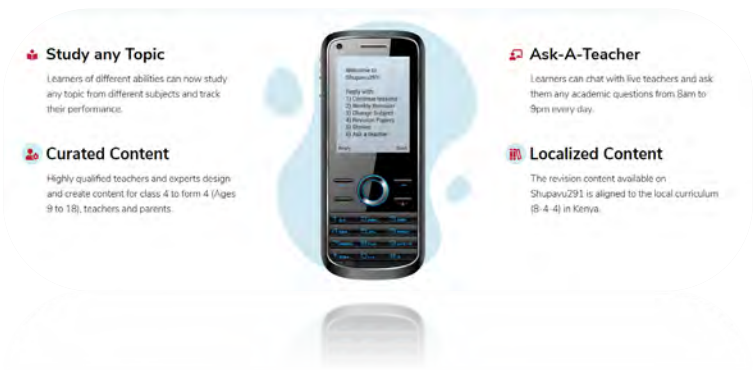 Study any Topic
Learners of different abilities can now study
any topic from different subjects and track
their performance.
Curated Content
Highly qualified teachers and experts design
and create content for class 4 to form 4 (Ages
9 to 18), teachers and parents.
Welcome to
Shupavu291
Reply with
1) Continue lessons
2) Weekly Revision
3) Change Subject
4) Revision Papers
5) Stories
6) Ask a teacher
Ask-A-Teacher
Learners can chat with live teachers and ask
them any academic questions from 8am to
9pm every day.
Localized Content
The revision content available on
Shupavu291 is aligned to the local curriculum
(8-4-4) in Kenya.